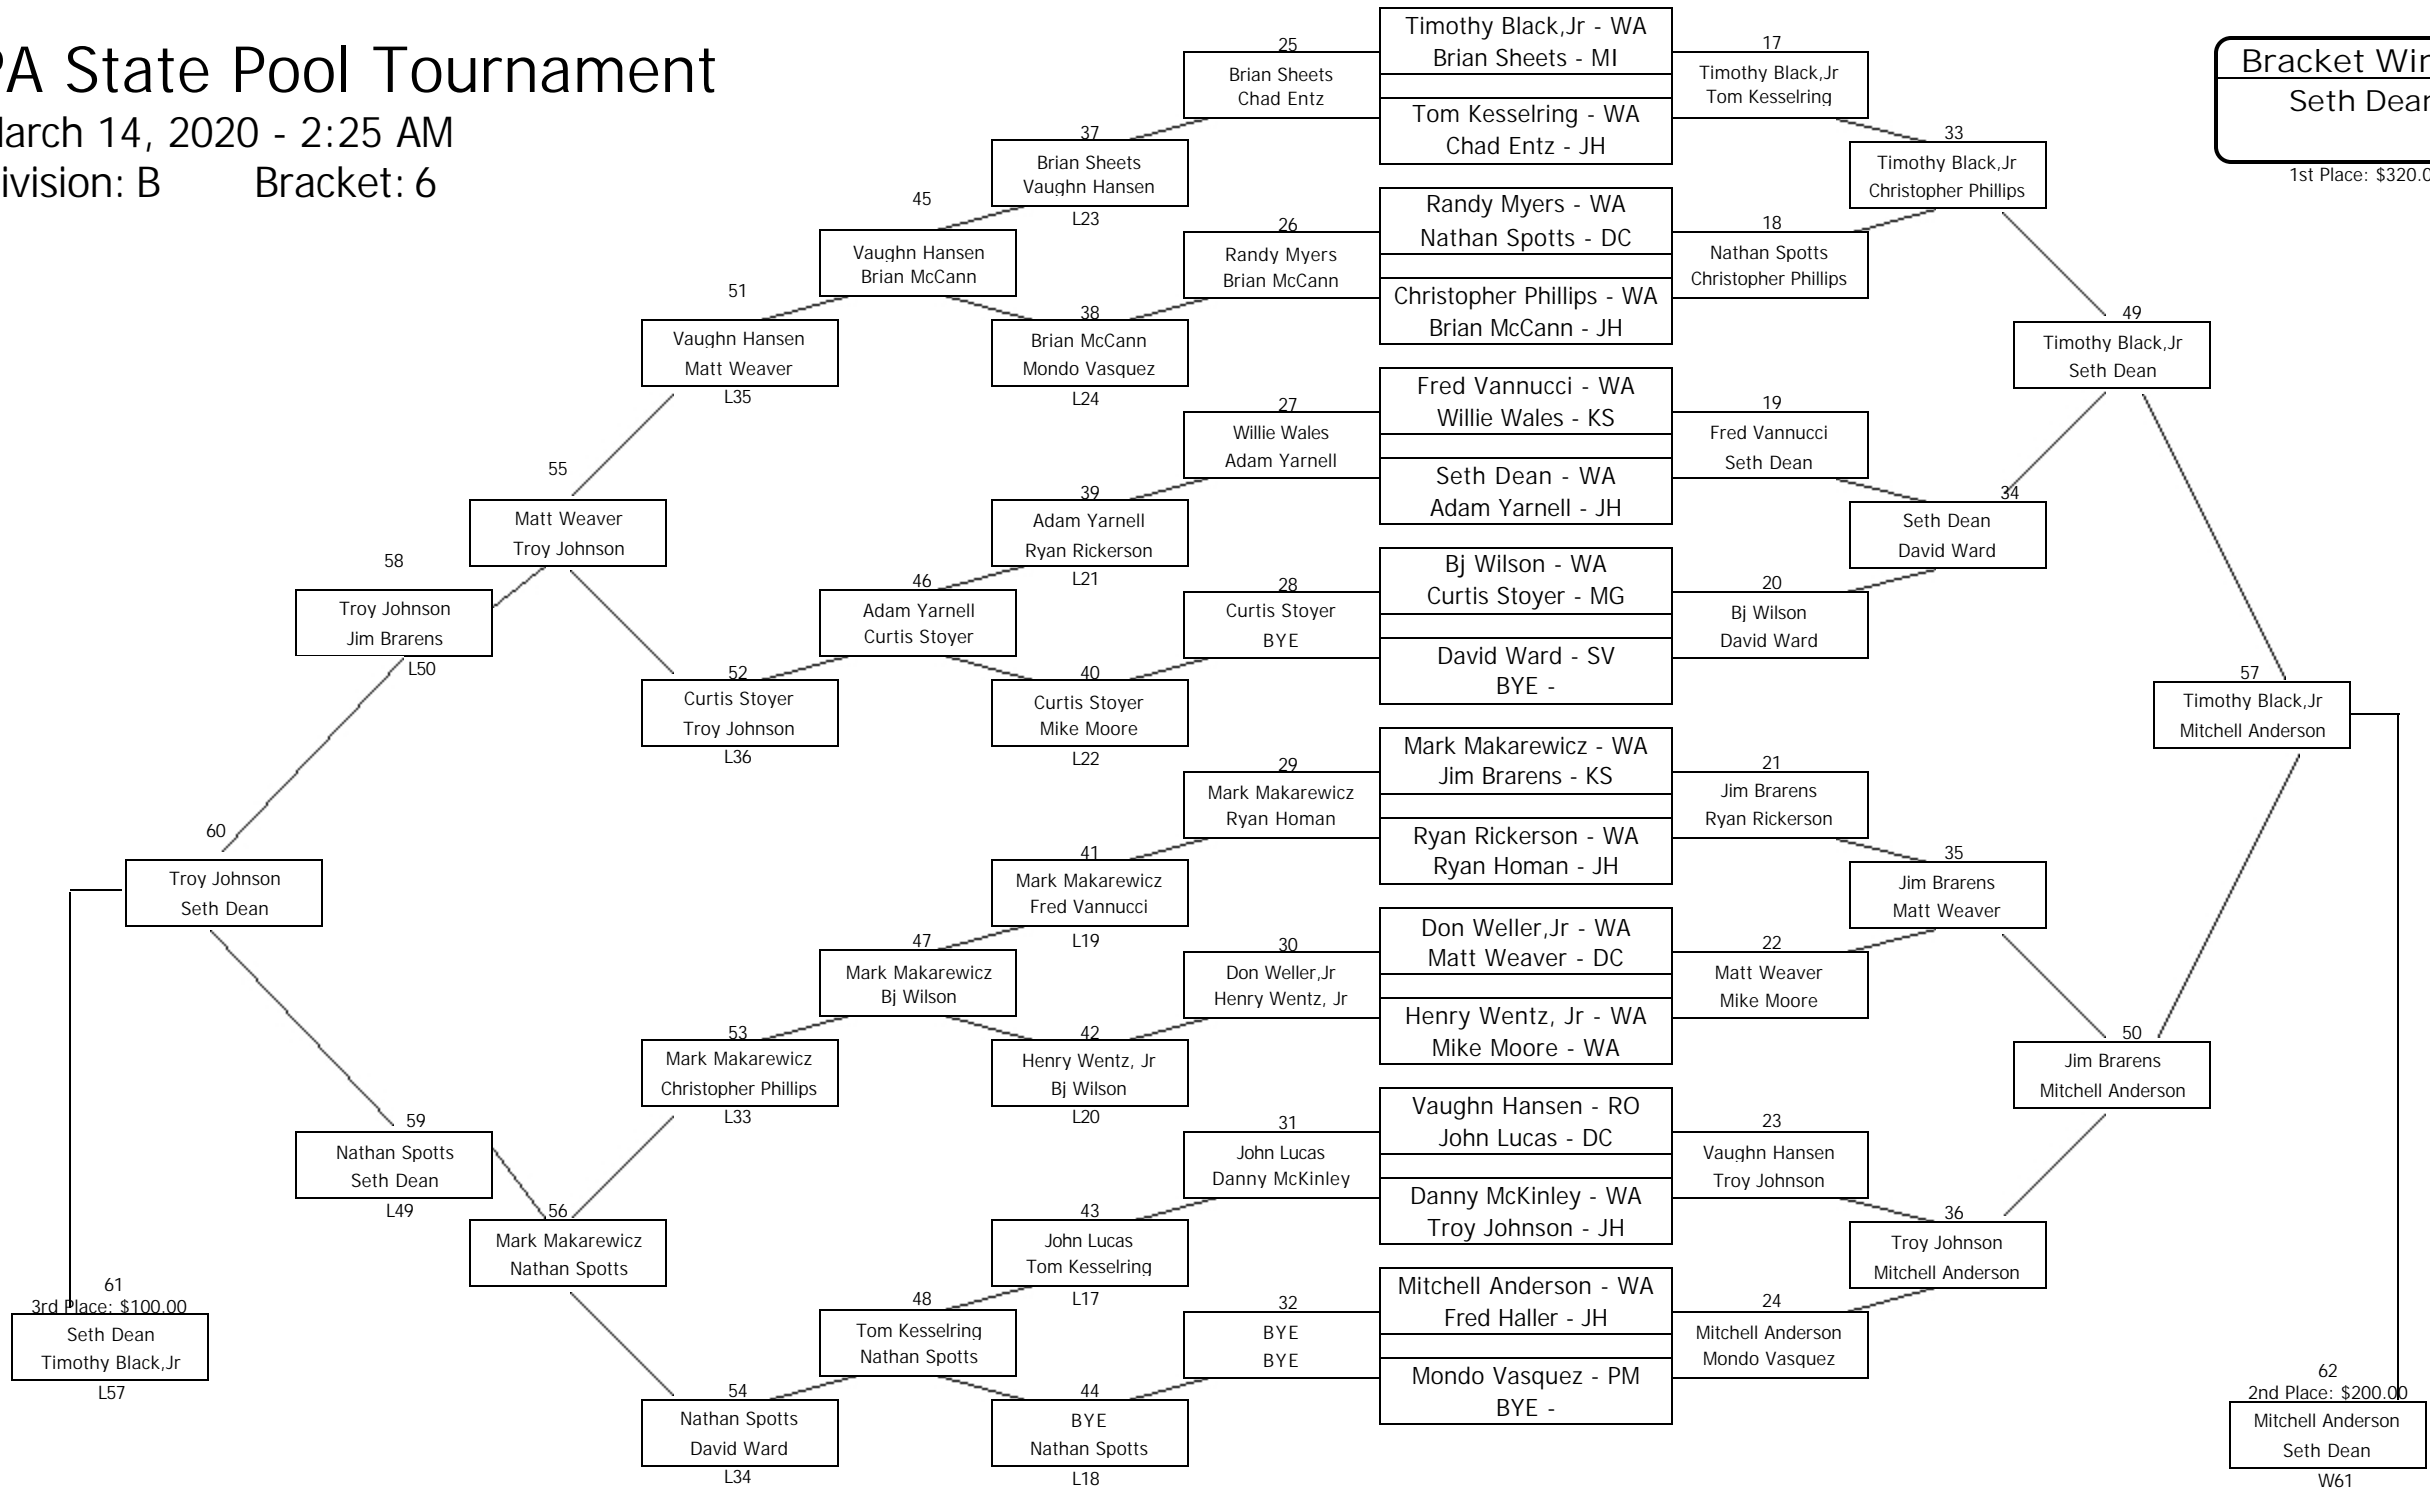 PA State Pool Tournament
March 14, 2020 - 2:25 AM
ivision: B Bracket: 6
Bracket Win
Seth Dean
1st Place: $320.0
Timothy Black,Jr - WA
Brian Sheets - MI
Tom Kesselring - WA
Chad Entz - JH
Randy Myers - WA
Nathan Spotts - DC
Christopher Phillips - WA
Brian McCann - JH
Fred Vannucci - WA
Willie Wales - KS
Seth Dean - WA
Adam Yarnell - JH
Bj Wilson - WA
Curtis Stoyer - MG
David Ward - SV
BYE -
Mark Makarewicz - WA
Jim Brarens - KS
Ryan Rickerson - WA
Ryan Homan - JH
Don Weller,Jr - WA
Matt Weaver - DC
Henry Wentz, Jr - WA
Mike Moore - WA
Vaughn Hansen - RO
John Lucas - DC
Danny McKinley - WA
Troy Johnson - JH
Mitchell Anderson - WA
Fred Haller - JH
Mondo Vasquez - PM
BYE -
17
Timothy Black,Jr
Tom Kesselring
18
Nathan Spotts
Christopher Phillips
19
Fred Vannucci
Seth Dean
20
Bj Wilson
David Ward
21
Jim Brarens
Ryan Rickerson
22
Matt Weaver
Mike Moore
23
Vaughn Hansen
Troy Johnson
24
Mitchell Anderson
Mondo Vasquez
25
Brian Sheets
Chad Entz
26
Randy Myers
Brian McCann
27
Willie Wales
Adam Yarnell
28
Curtis Stoyer
BYE
29
Mark Makarewicz
Ryan Homan
30
Don Weller,Jr
Henry Wentz, Jr
31
John Lucas
Danny McKinley
32
BYE
BYE
33
Timothy Black,Jr
Christopher Phillips
34
Seth Dean
David Ward
35
Jim Brarens
Matt Weaver
36
Troy Johnson
Mitchell Anderson
37
Brian Sheets
Vaughn Hansen
L23
38
Brian McCann
Mondo Vasquez
L24
39
Adam Yarnell
Ryan Rickerson
L21
40
Curtis Stoyer
Mike Moore
L22
41
Mark Makarewicz
Fred Vannucci
L19
42
Henry Wentz, Jr
Bj Wilson
L20
43
John Lucas
Tom Kesselring
L17
44
BYE
Nathan Spotts
L18
45
Vaughn Hansen
Brian McCann
46
Adam Yarnell
Curtis Stoyer
47
Mark Makarewicz
Bj Wilson
48
Tom Kesselring
Nathan Spotts
49
Timothy Black,Jr
Seth Dean
50
Jim Brarens
Mitchell Anderson
51
Vaughn Hansen
Matt Weaver
L35
52
Curtis Stoyer
Troy Johnson
L36
53
Mark Makarewicz
Christopher Phillips
L33
54
Nathan Spotts
David Ward
L34
55
Matt Weaver
Troy Johnson
56
Mark Makarewicz
Nathan Spotts
57
Timothy Black,Jr
Mitchell Anderson
58
Troy Johnson
Jim Brarens
L50
59
Nathan Spotts
Seth Dean
L49
60
Troy Johnson
Seth Dean
61
3rd Place: $100.00
Seth Dean
Timothy Black,Jr
L57
62
2nd Place: $200.00
Mitchell Anderson
Seth Dean
W61